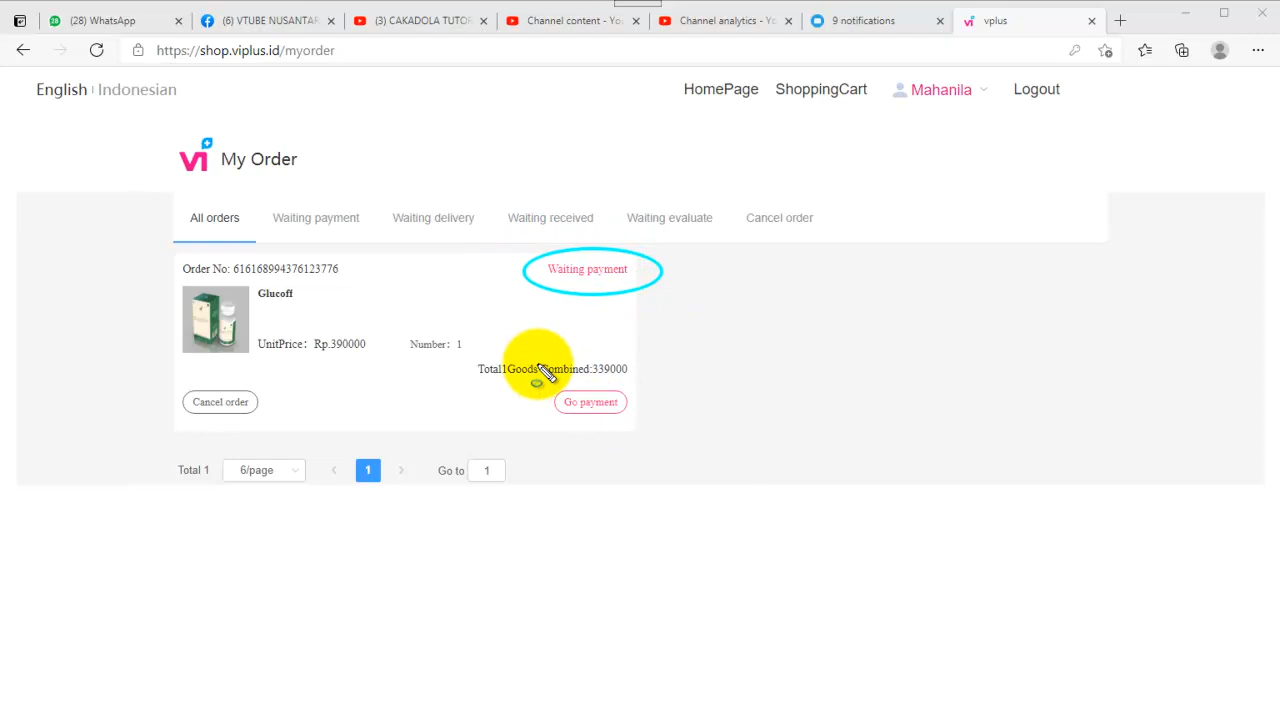 (28) WhatsApp
(6) VTUBE NUSANTAR
(3) CAKADOLA TUTOR
Channel content - You
Channel analytics - Yo
9 notifications
vplus
https://shop.viplus.id/myorder
English Indonesian
HomePage
ShoppingCart
Mahanila
Logout
VI My Order
All orders
Waiting payment
Waiting delivery
Waiting received
Waiting evaluate
Cancel order
Order No: 616168994376123776
Waiting payment
Glucoff
UnitPrice: Rp.390000
Number: 1
Total1Goods Combined:339000
Cancel order
Go payment
Total 1
6/page
1
Go to 1